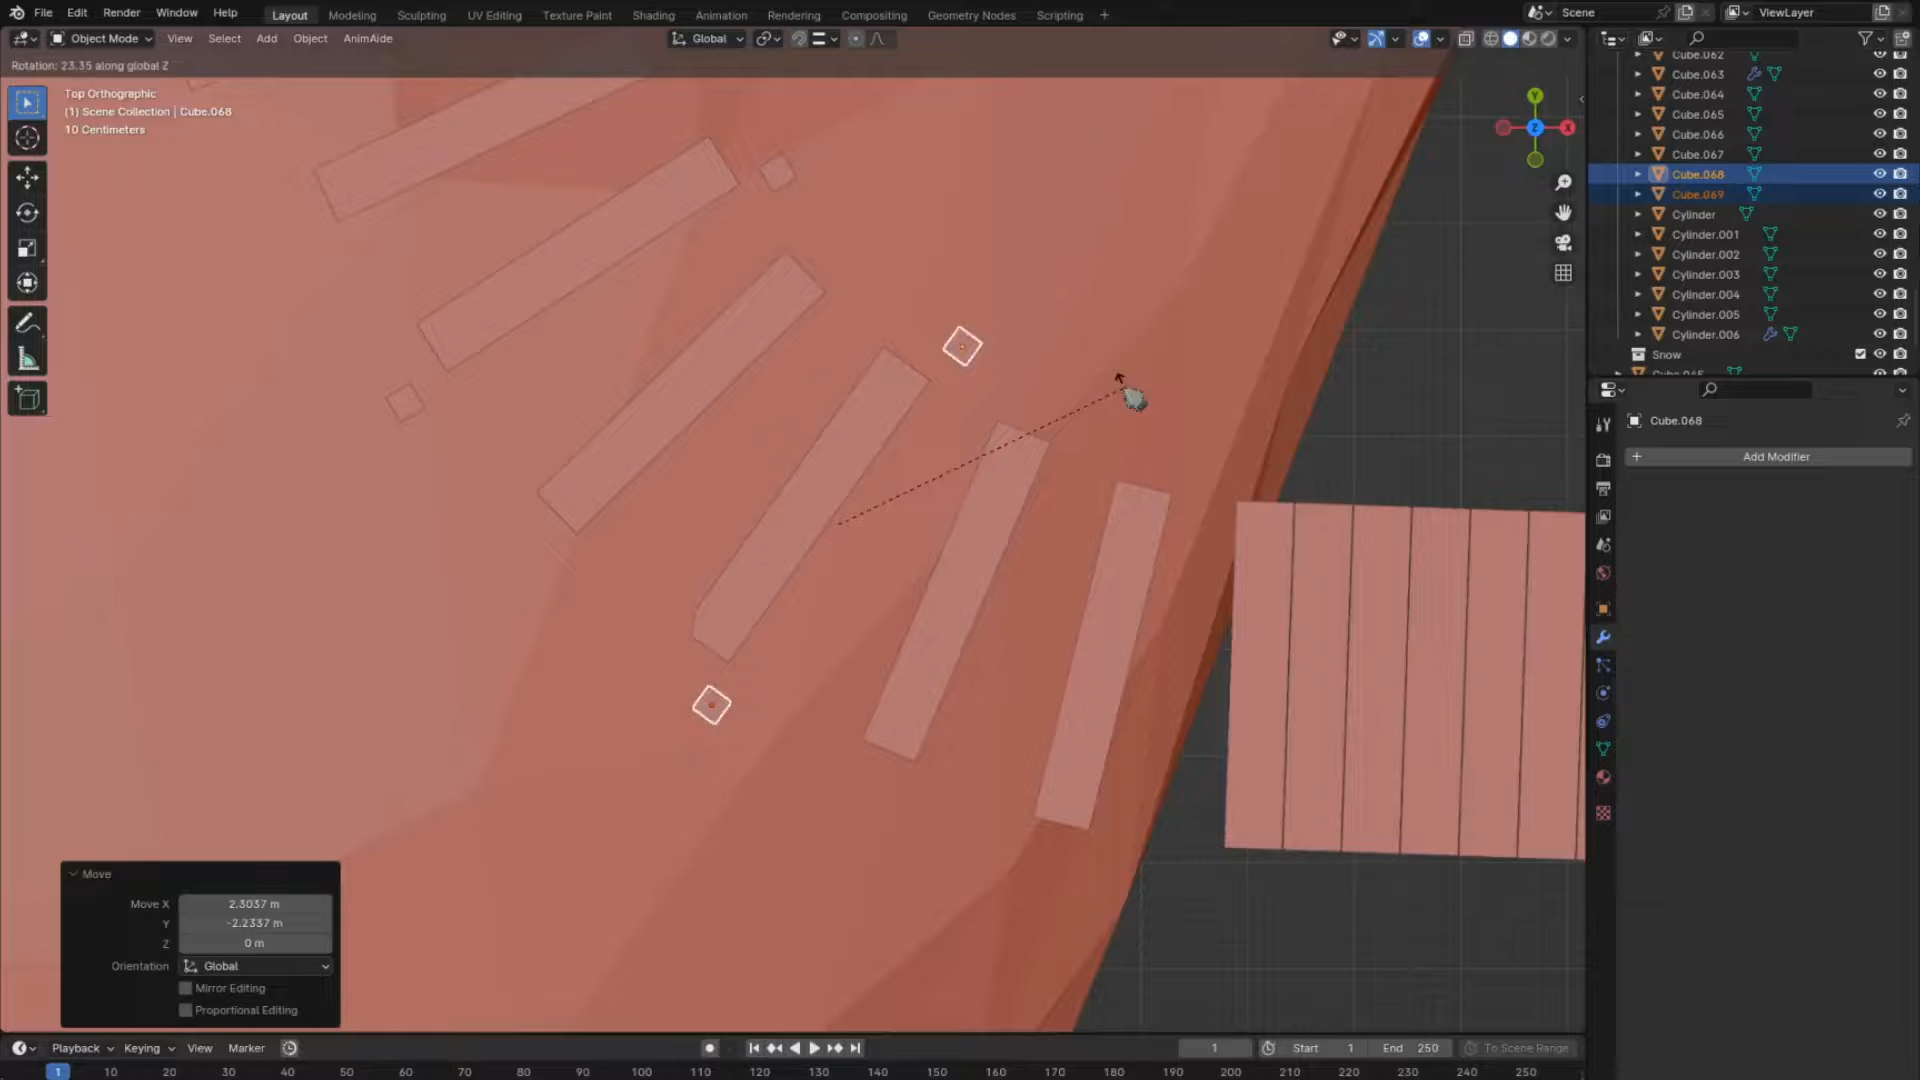 File Edit Render Window Help Layout Modeling Sculpting UV Editing Texture Paint Shading Animation Rendering Compositing Geometry Nodes Scripting + Scene ViewLayer
Object Mode View Select Add Object AnimAide Global
Rotation: 23.35 along global Z
Top Orthographic
(1) Scene Collection | Cube.068
10 Centimeters
Y
Z
X
Cube.062
Cube.063
Cube.064
Cube.065
Cube.066
Cube.067
Cube.068
Cube.069
Cylinder
Cylinder.001
Cylinder.002
Cylinder.003
Cylinder.004
Cylinder.005
Cylinder.006
Snow
Cube.068
+ Add Modifier
Move
Move X 2.3037 m
Y -2.2337 m
Z 0 m
Orientation Global
Mirror Editing
Proportional Editing
Playback Keying View Marker 1 Start 1 End 250 To Scene Range
1 10 20 30 40 50 60 70 80 90 100 110 120 130 140 150 160 170 180 190 200 210 220 230 240 250